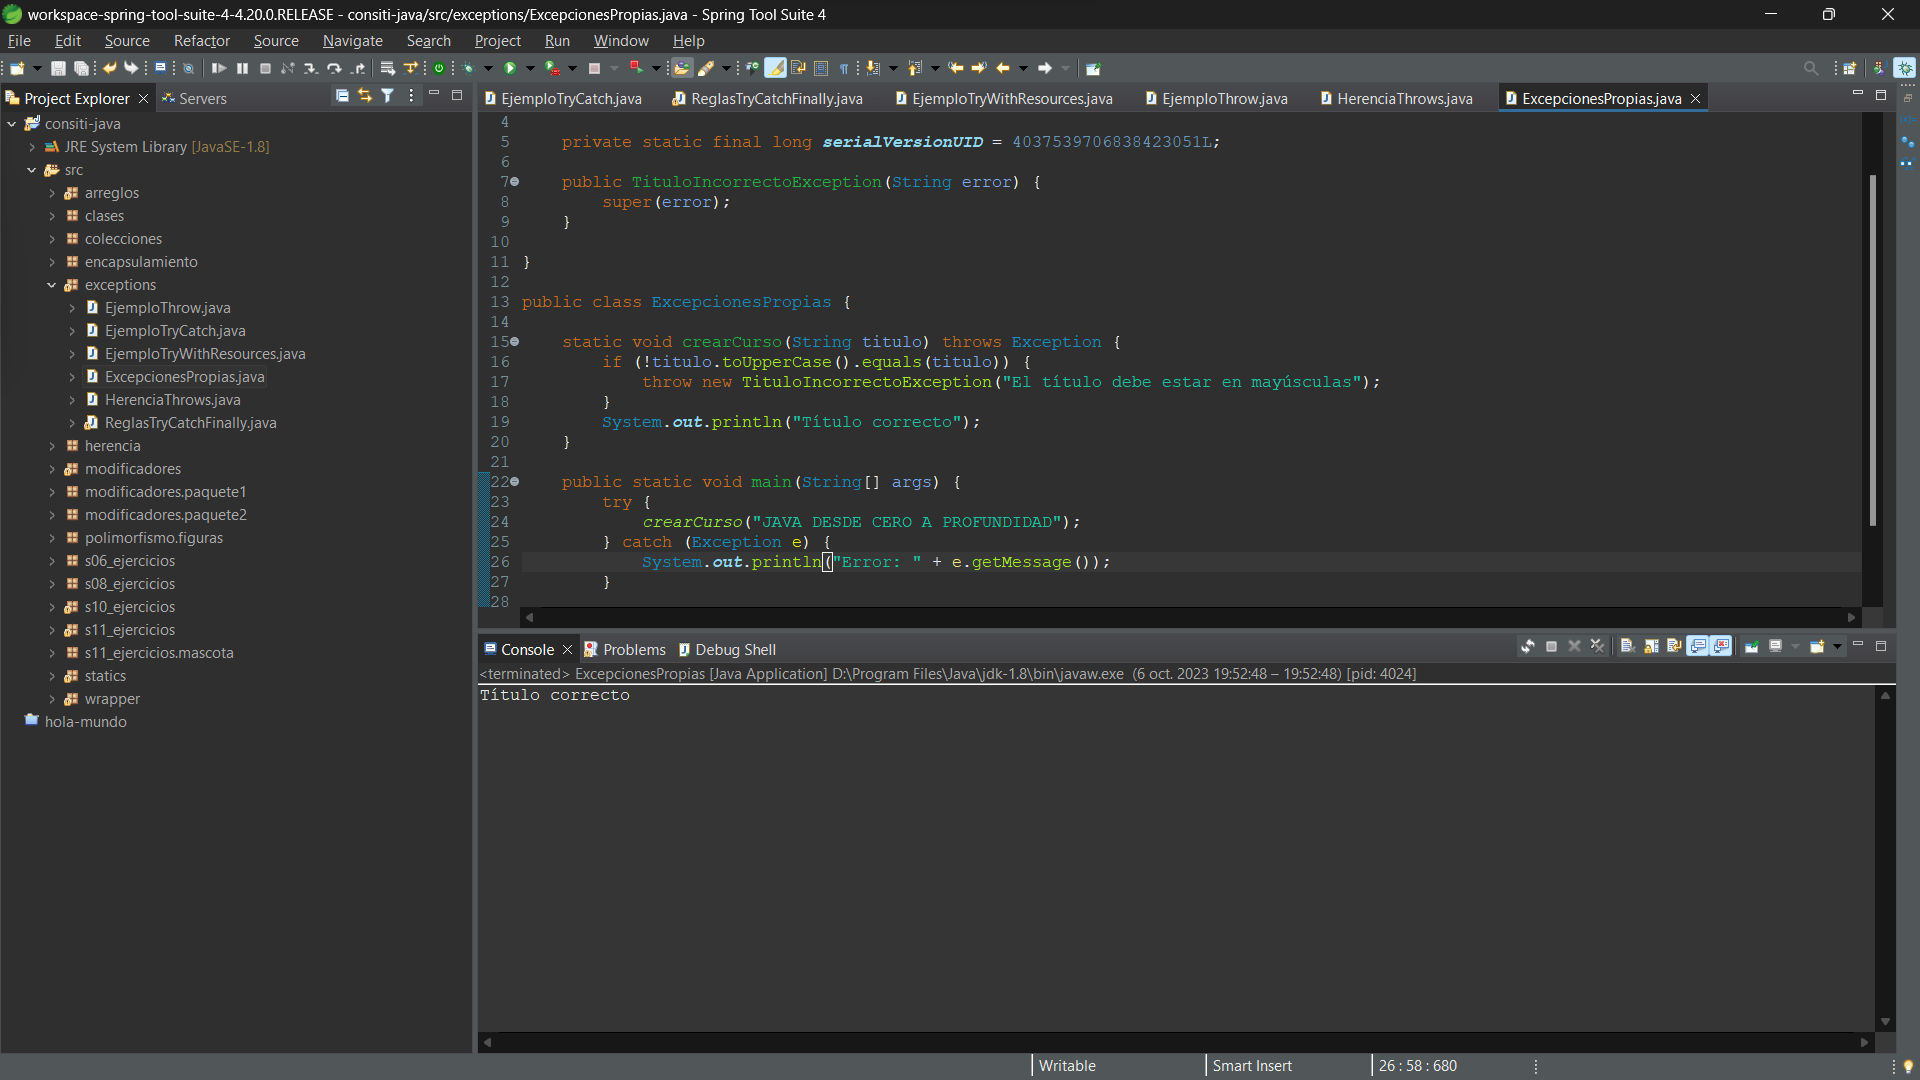 workspace-spring-tool-suite-4-4.20.0.RELEASE - consiti-java/src/exceptions/ExcepcionesPropias.java - Spring Tool Suite 4
File Edit Source Refactor Source Navigate Search Project Run Window Help
Project Explorer
Servers
consiti-java
JRE System Library [JavaSE-1.8]
src
arreglos
clases
colecciones
encapsulamiento
exceptions
EjemploThrow.java
EjemploTryCatch.java
EjemploTryWithResources.java
ExcepcionesPropias.java
HerenciaThrows.java
ReglasTryCatchFinally.java
herencia
modificadores
modificadores.paquete1
modificadores.paquete2
polimorfismo.figuras
s06_ejercicios
s08_ejercicios
s10_ejercicios
s11_ejercicios
s11_ejercicios.mascota
statics
wrapper
hola-mundo
EjemploTryCatch.java ReglasTryCatchFinally.java EjemploTryWithResources.java EjemploThrow.java HerenciaThrows.java ExcepcionesPropias.java
4
5 private static final long serialVersionUID = 4037539706838423051L;
6
7 public TituloIncorrectoException(String error) {
8 super(error);
9 }
10
11 }
12
13 public class ExcepcionesPropias {
14
15 static void crearCurso(String titulo) throws Exception {
16 if (!titulo.toUpperCase().equals(titulo)) {
17 throw new TituloIncorrectoException("El título debe estar en mayúsculas");
18 }
19 System.out.println("Título correcto");
20 }
21
22 public static void main(String[] args) {
23 try {
24 crearCurso("JAVA DESDE CERO A PROFUNDIDAD");
25 } catch (Exception e) {
26 System.out.println("Error: " + e.getMessage());
27 }
28
Console Problems Debug Shell
<terminated> ExcepcionesPropias [Java Application] D:\Program Files\Java\jdk-1.8\bin\javaw.exe (6 oct. 2023 19:52:48 – 19:52:48) [pid: 4024]
Título correcto
Writable Smart Insert 26 : 58 : 680